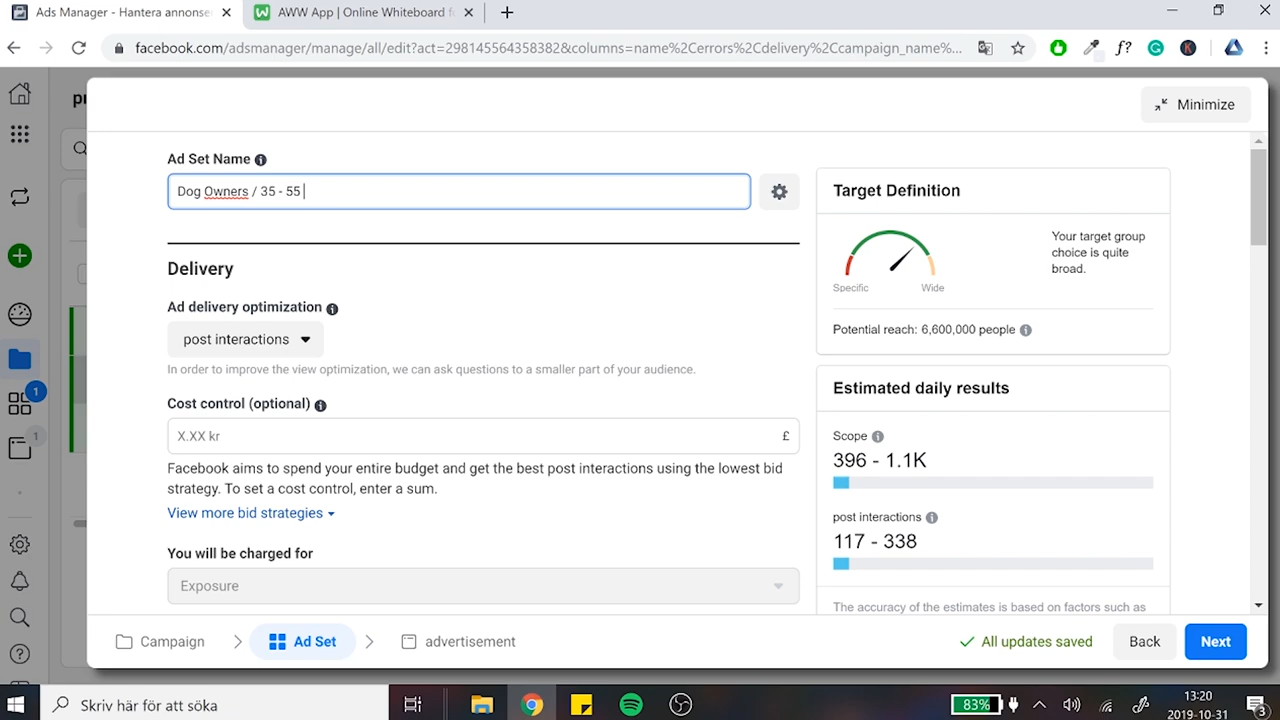 Ads Manager - Hantera annonser
AWW App | Online Whiteboard fo
facebook.com/adsmanager/manage/all/edit?act=298145564358382&columns=name%2Cerrors%2Cdelivery%2Ccampaign_name%...
f?
K
pr
Minimize
Ad Set Name
Dog Owners / 35 - 55
Delivery
Ad delivery optimization
post interactions
In order to improve the view optimization, we can ask questions to a smaller part of your audience.
Cost control (optional)
X.XX kr £
Facebook aims to spend your entire budget and get the best post interactions using the lowest bid
strategy. To set a cost control, enter a sum.
View more bid strategies
You will be charged for
Exposure
Target Definition
Your target group
choice is quite
broad.
Specific Wide
Potential reach: 6,600,000 people
Estimated daily results
Scope
396 - 1.1K
post interactions
117 - 338
The accuracy of the estimates is based on factors such as
1
1
Campaign Ad Set advertisement All updates saved Back Next
Skriv här för att söka
83%
13:20
2019-10-31
3